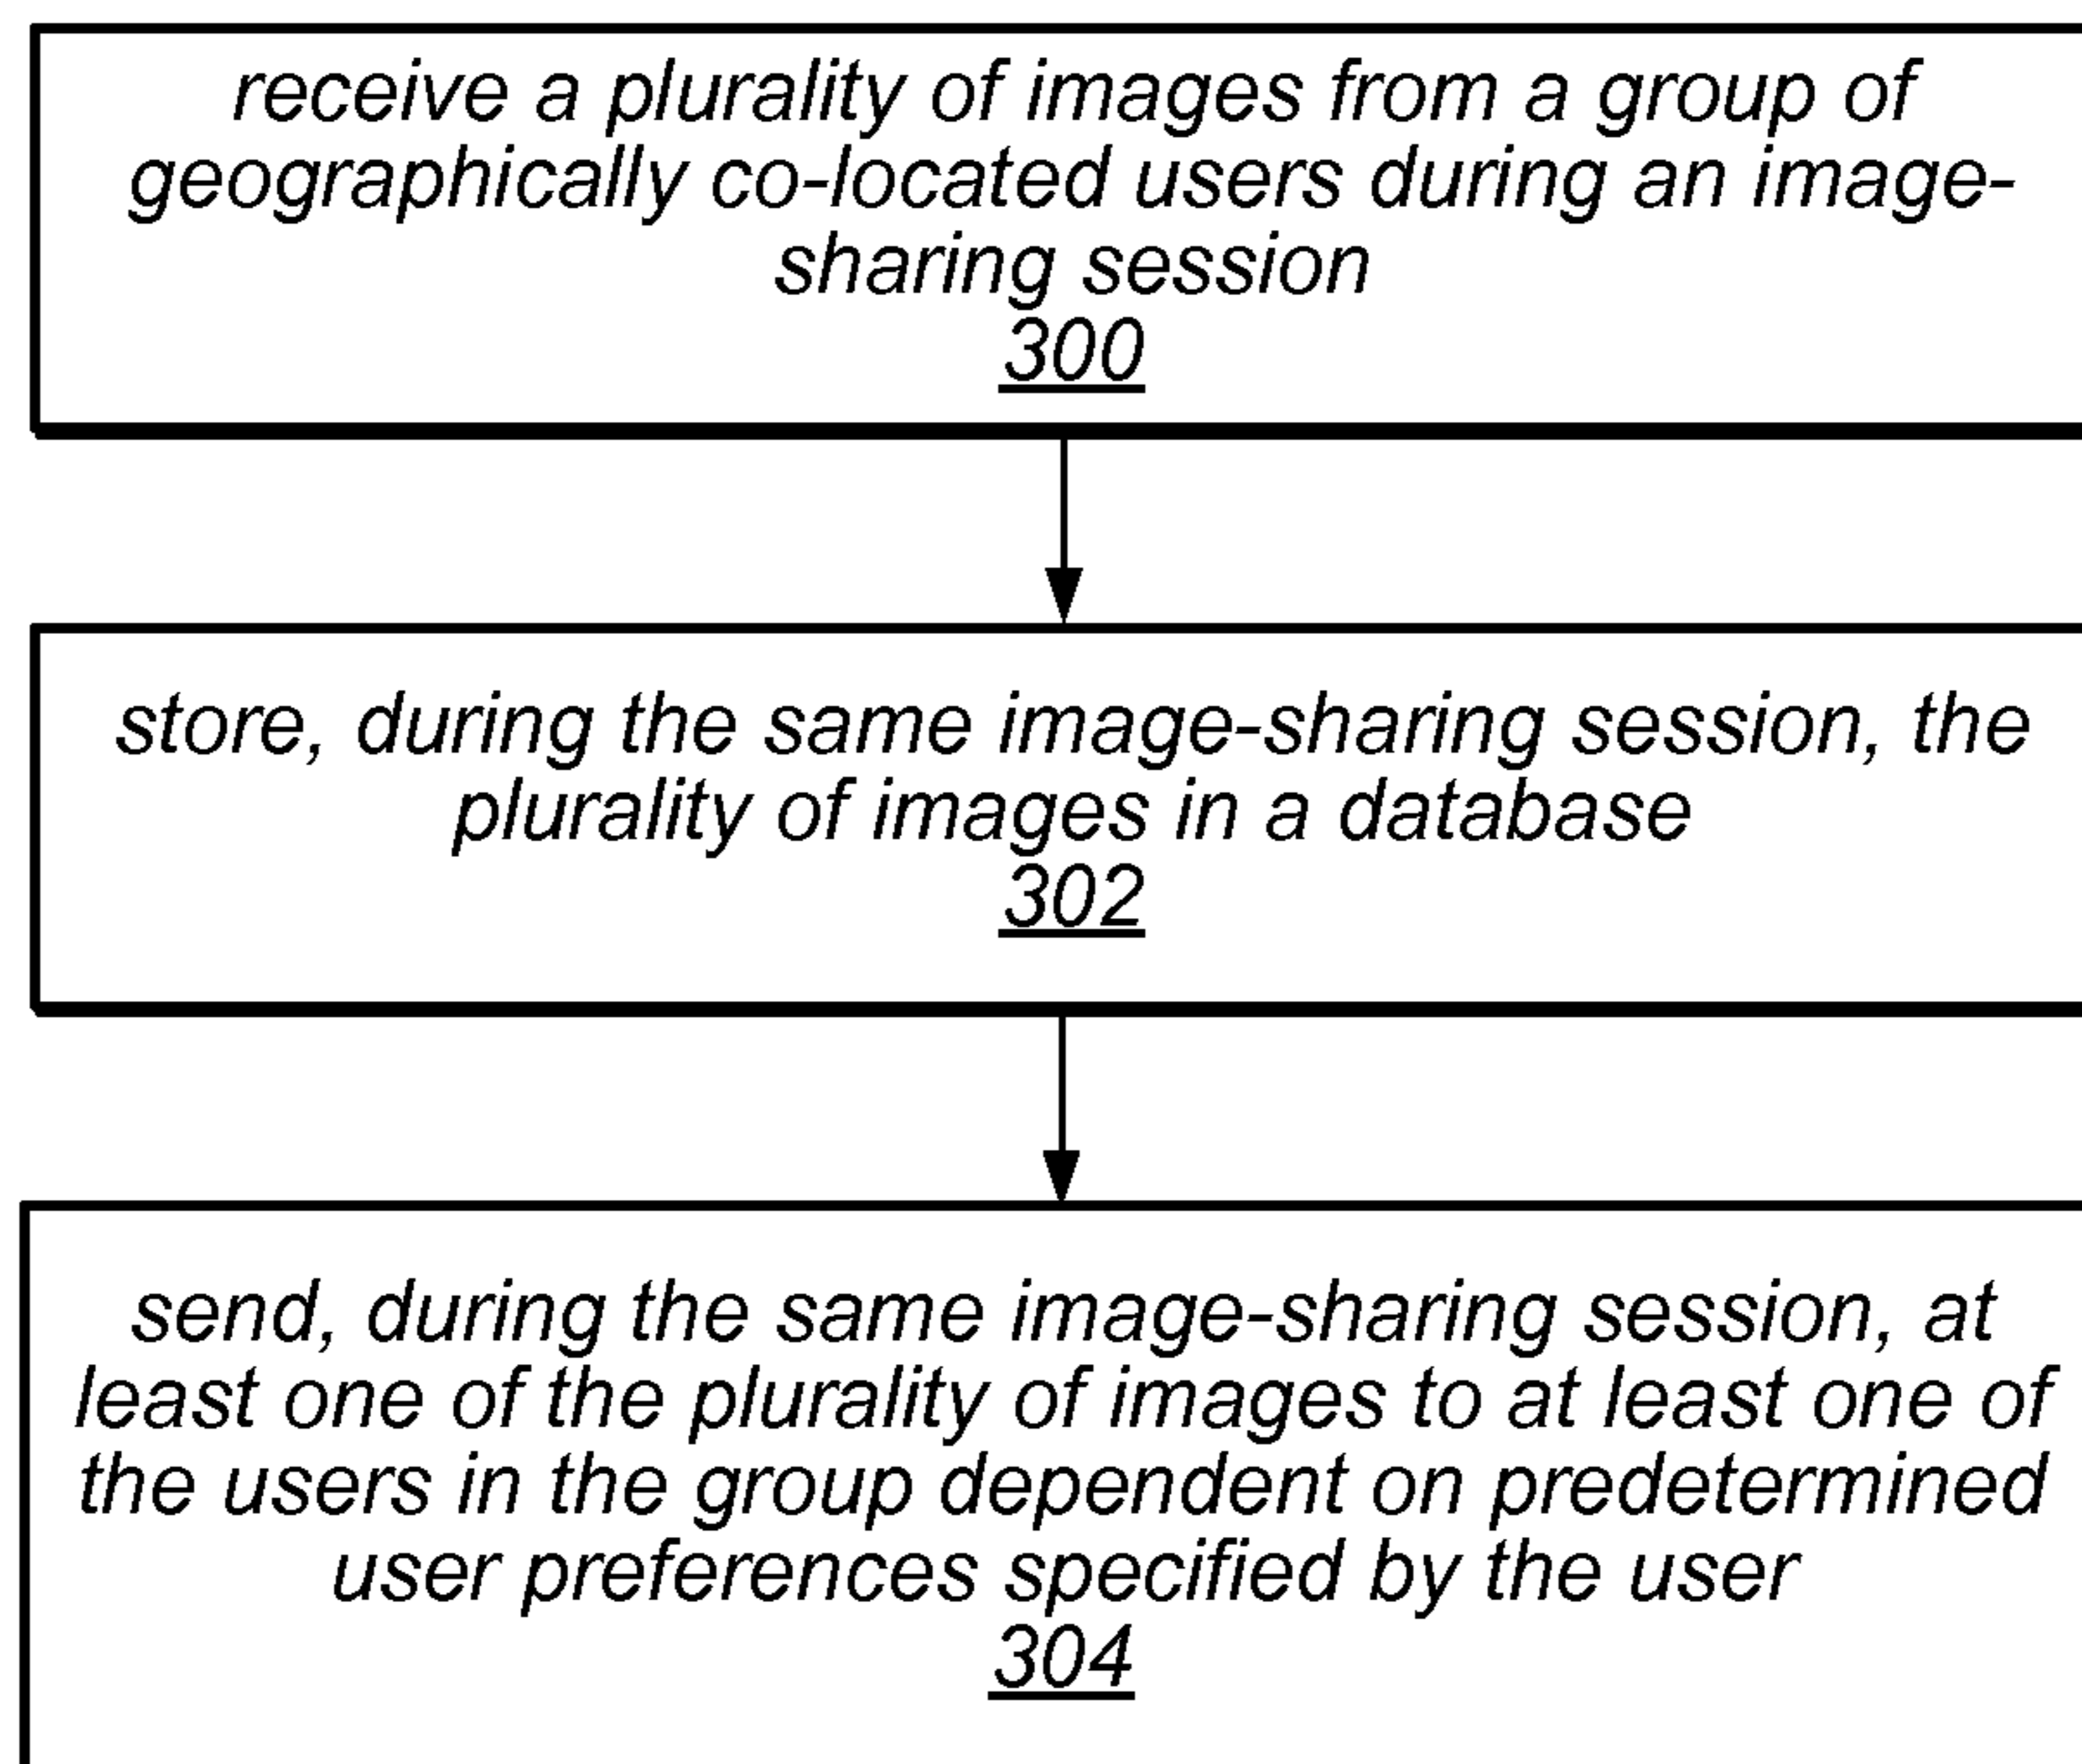 receive a plurality of images from a group of
geographically co-located users during an image-
sharing session
300
store, during the same image-sharing session, the
plurality of images in a database
302
send, during the same image-sharing session, at
least one of the plurality of images to at least one of
the users in the group dependent on predetermined
user preferences specified by the user
304